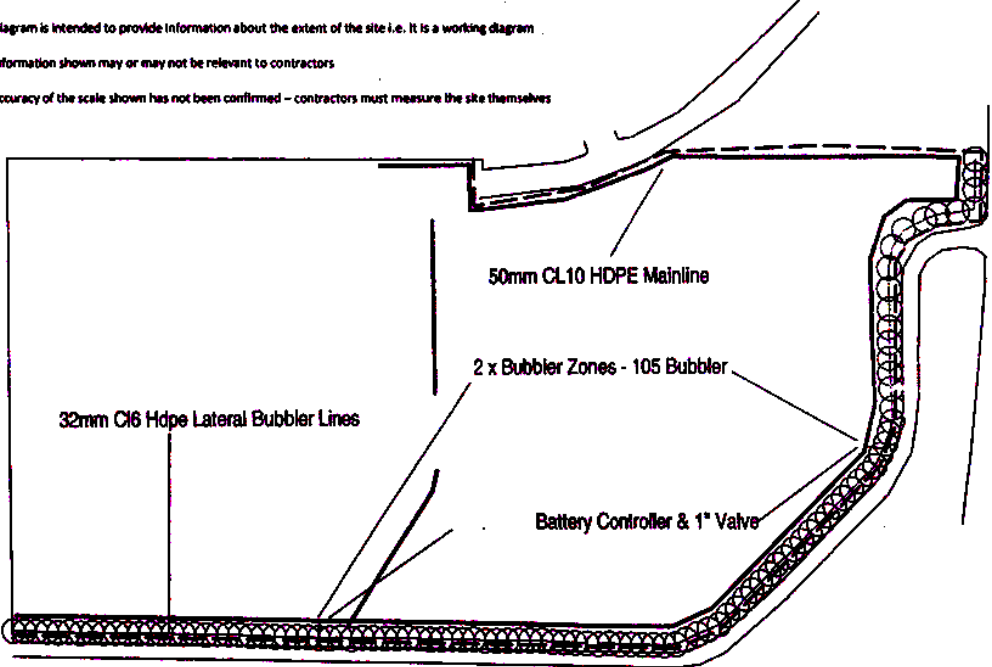 diagram is intended to provide information about the extent of the site i.e. it is a working diagram
nformation shown may or may not be relevant to contractors
ccuracy of the scale shown has not been confirmed – contractors must measure the site themselves
50mm CL10 HDPE Mainline
2 x Bubbler Zones - 105 Bubbler
32mm Cl6 Hdpe Lateral Bubbler Lines
Battery Controller & 1" Valve